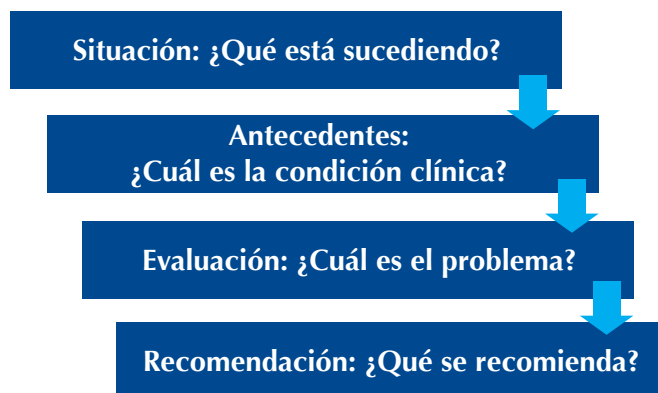 Situación: ¿Qué está sucediendo?
Antecedentes:
¿Cuál es la condición clínica?
Evaluación: ¿Cuál es el problema?
Recomendación: ¿Qué se recomienda?